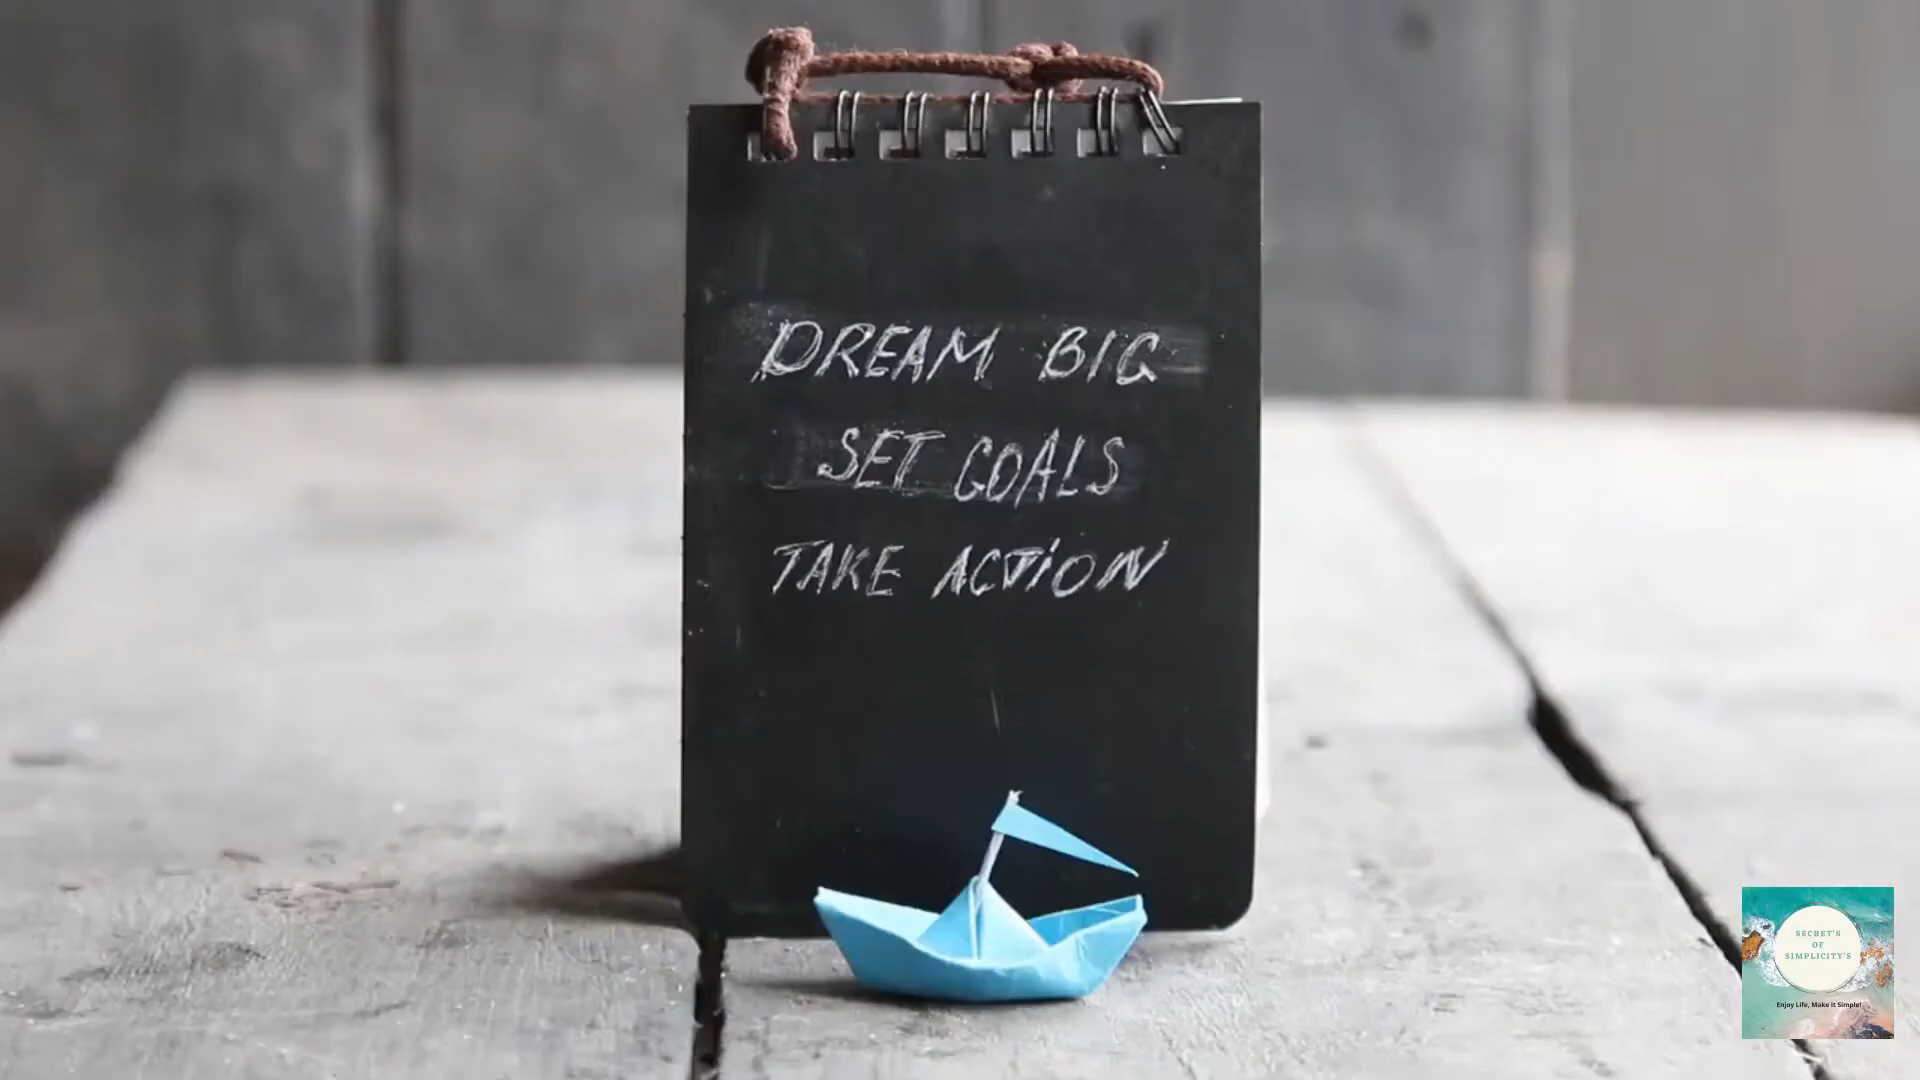 DREAM BIG
SET GOALS
TAKE ACTION
SECRET'S
OF
SIMPLICITY'S
Enjoy Life, Make It Simple!